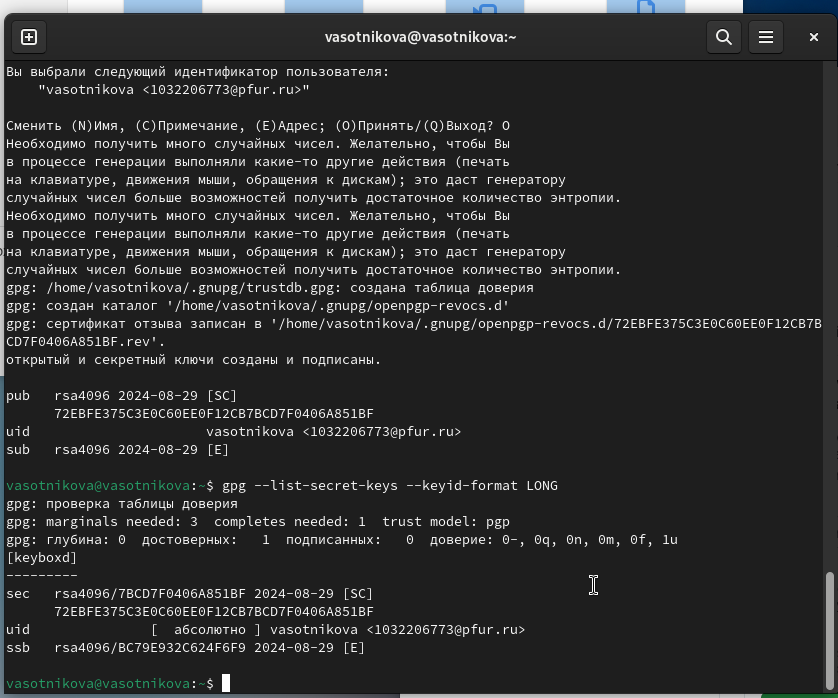 vasotnikova@vasotnikova:~
Вы выбрали следующий идентификатор пользователя:
"vasotnikova <1032206773@pfur.ru>"
Сменить (N)Имя, (C)Примечание, (E)Адрес; (O)Принять/(Q)Выход? O
Необходимо получить много случайных чисел. Желательно, чтобы Вы
в процессе генерации выполняли какие-то другие действия (печать
на клавиатуре, движения мыши, обращения к дискам); это даст генератору
случайных чисел больше возможностей получить достаточное количество энтропии.
Необходимо получить много случайных чисел. Желательно, чтобы Вы
в процессе генерации выполняли какие-то другие действия (печать
на клавиатуре, движения мыши, обращения к дискам); это даст генератору
случайных чисел больше возможностей получить достаточное количество энтропии.
gpg: /home/vasotnikova/.gnupg/trustdb.gpg: создана таблица доверия
gpg: создан каталог '/home/vasotnikova/.gnupg/openpgp-revocs.d'
gpg: сертификат отзыва записан в '/home/vasotnikova/.gnupg/openpgp-revocs.d/72EBFE375C3E0C60EE0F12CB7B
CD7F0406A851BF.rev'.
открытый и секретный ключи созданы и подписаны.
pub   rsa4096 2024-08-29 [SC]
72EBFE375C3E0C60EE0F12CB7BCD7F0406A851BF
uid                      vasotnikova <1032206773@pfur.ru>
sub   rsa4096 2024-08-29 [E]
vasotnikova@vasotnikova:~$ gpg --list-secret-keys --keyid-format LONG
gpg: проверка таблицы доверия
gpg: marginals needed: 3  completes needed: 1  trust model: pgp
gpg: глубина: 0  достоверных:   1  подписанных:   0  доверие: 0-, 0q, 0n, 0m, 0f, 1u
[keyboxd]
---------
sec   rsa4096/7BCD7F0406A851BF 2024-08-29 [SC]
72EBFE375C3E0C60EE0F12CB7BCD7F0406A851BF
uid               [  абсолютно ] vasotnikova <1032206773@pfur.ru>
ssb   rsa4096/BC79E932C624F6F9 2024-08-29 [E]
vasotnikova@vasotnikova:~$